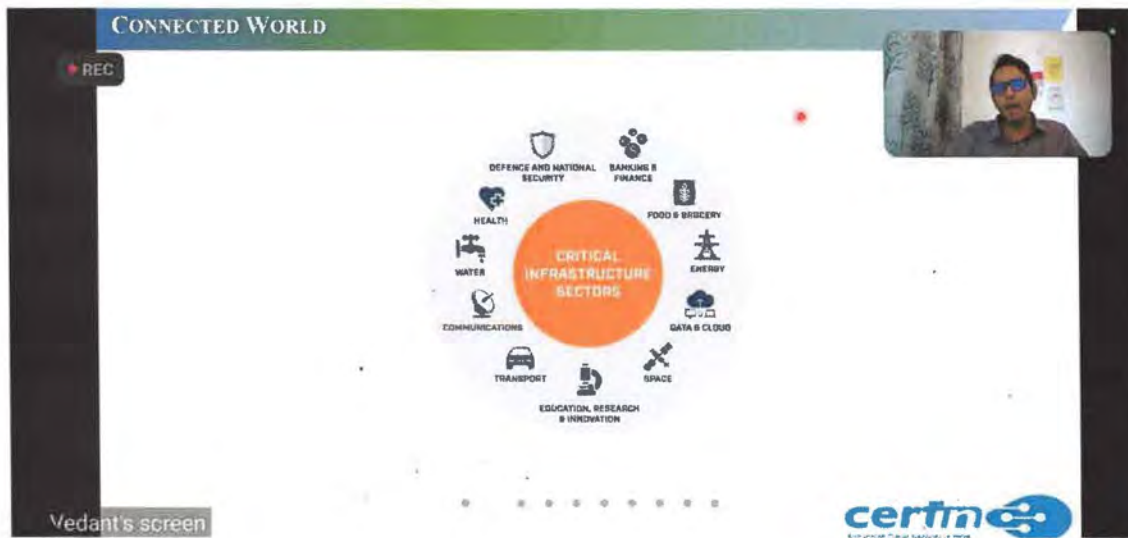 CONNECTED WORLD
REC
DEFENCE AND NATIONAL
SECURITY
BANKING &
FINANCE
HEALTH
FOOD & GROCERY
WATER
CRITICAL
INFRASTRUCTURE
SECTORS
ENERGY
COMMUNICATIONS
DATA & CLOUD
TRANSPORT
SPACE
EDUCATION, RESEARCH
& INNOVATION
Vedant's screen
certin